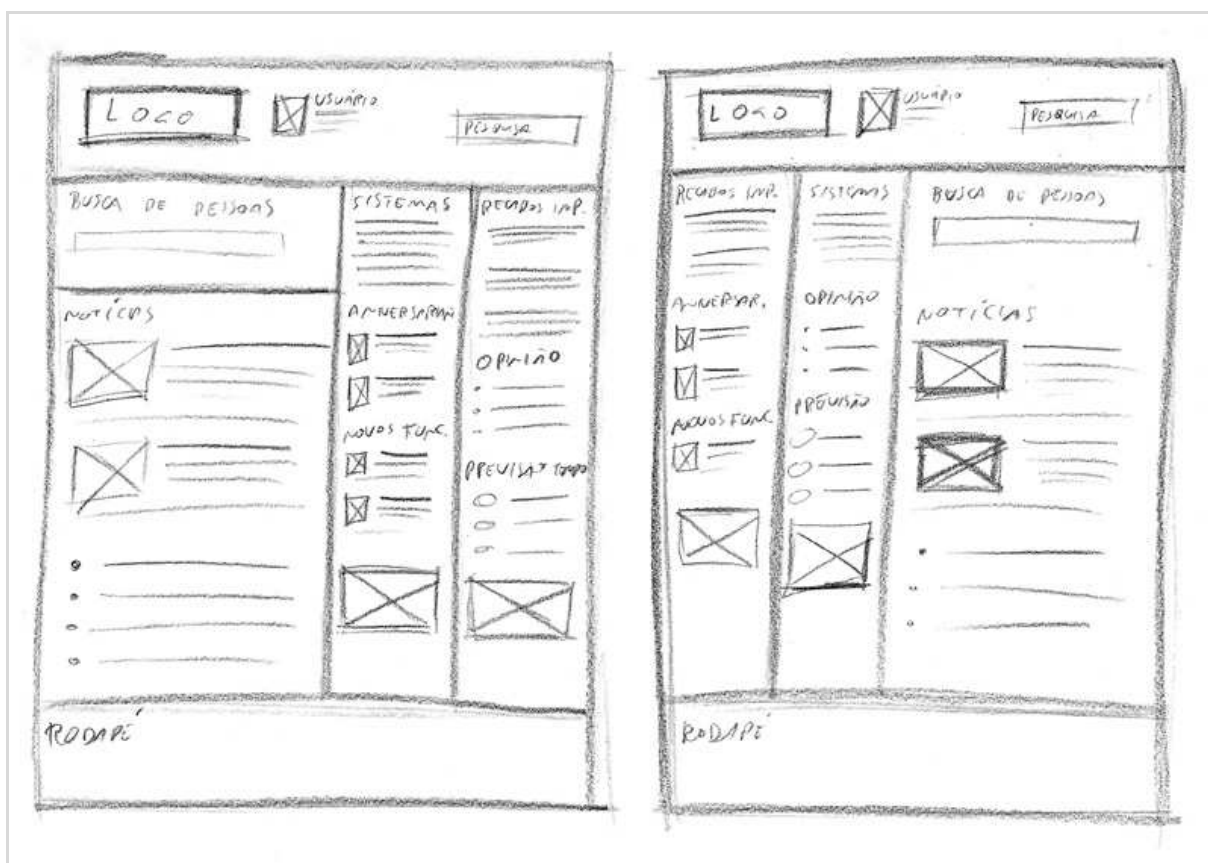 LOGO
USUÁRIO
PESQUISA
BUSCA DE PESSOAS
NOTÍCIAS
SISTEMAS
ANIVERSARIAN
NOVOS FUNC.
RECADOS IMP.
OPINIÃO
PREVISÃO TEMPO
RODAPÉ
LOGO
USUÁRIO
PESQUISA
RECADOS IMP.
ANIVERSAR.
NOVOS FUNC.
SISTEMAS
OPINIÃO
PREVISÃO
BUSCA DE PESSOAS
NOTÍCIAS
RODAPÉ